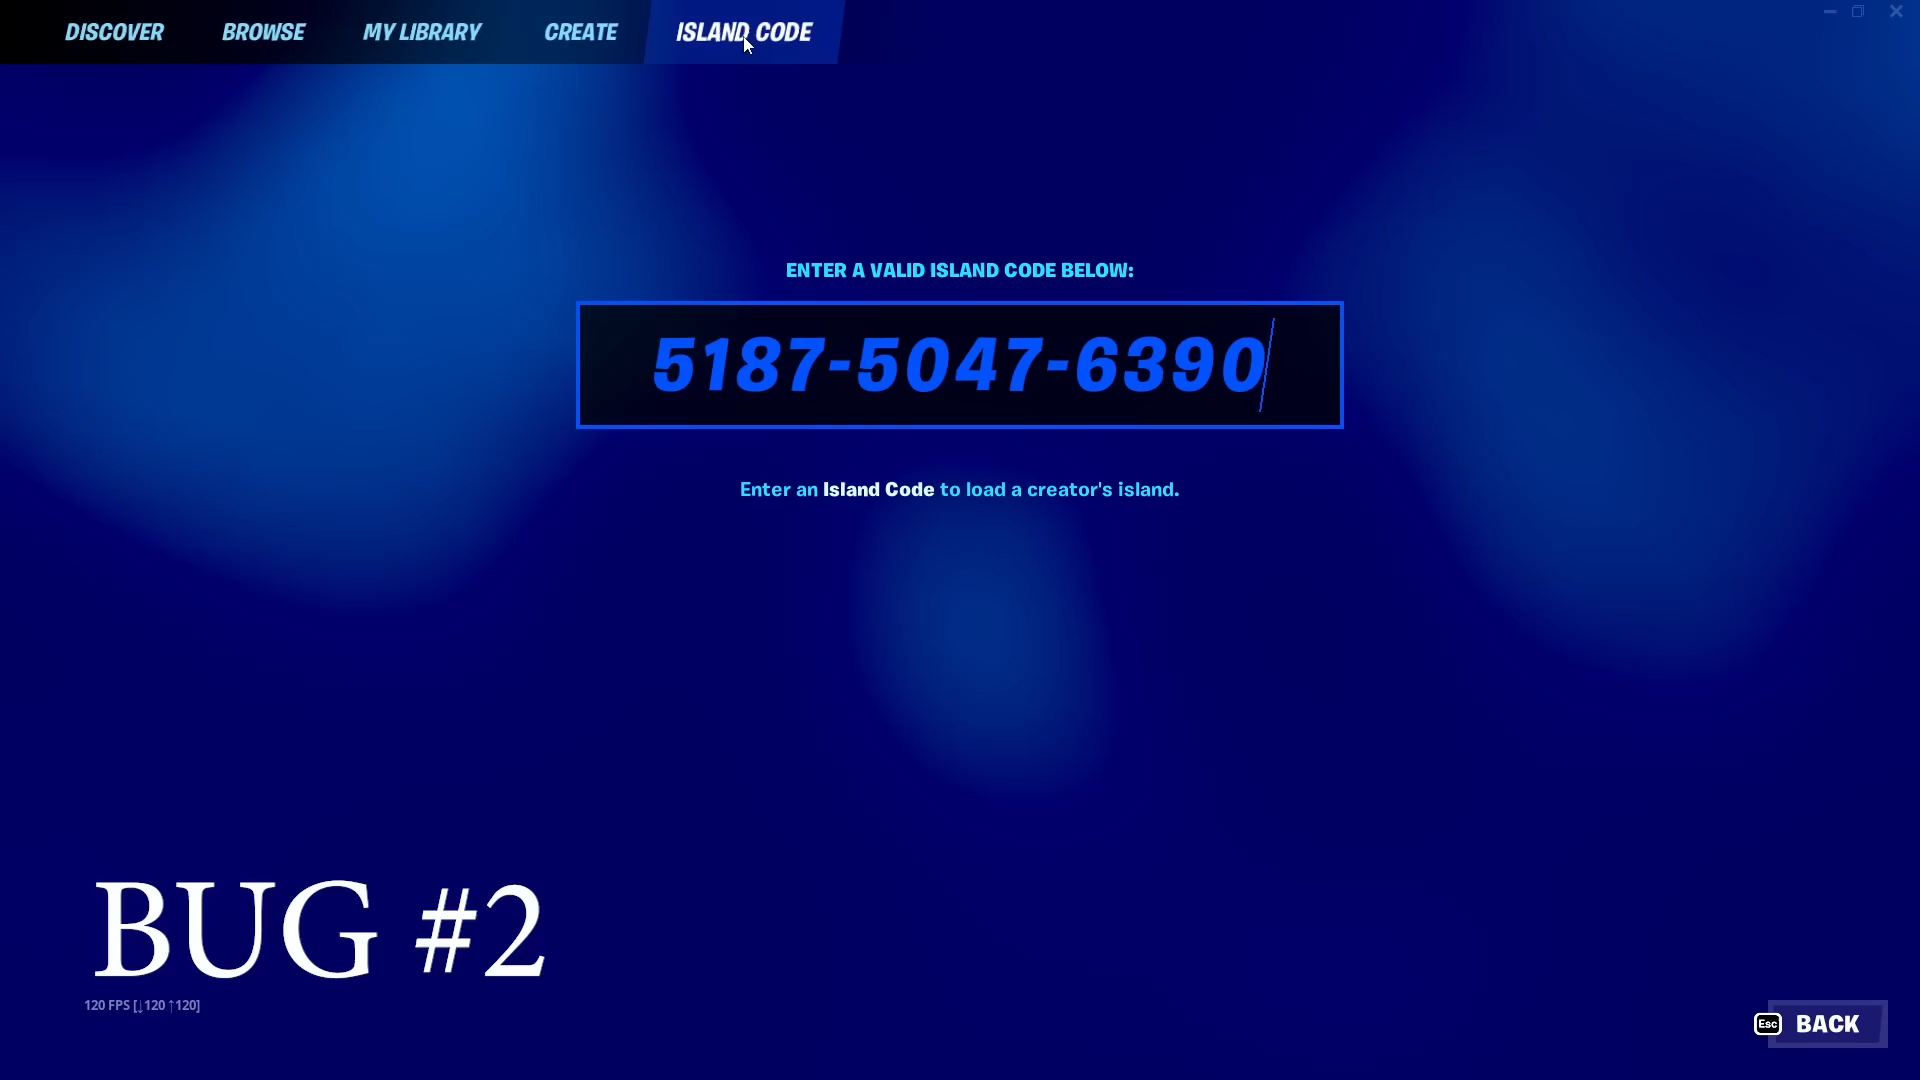 DISCOVER BROWSE MY LIBRARY CREATE ISLAND CODE
ENTER A VALID ISLAND CODE BELOW:
5187-5047-6390
Enter an Island Code to load a creator's island.
BUG #2
120 FPS [↓120 ↑120]
Esc BACK